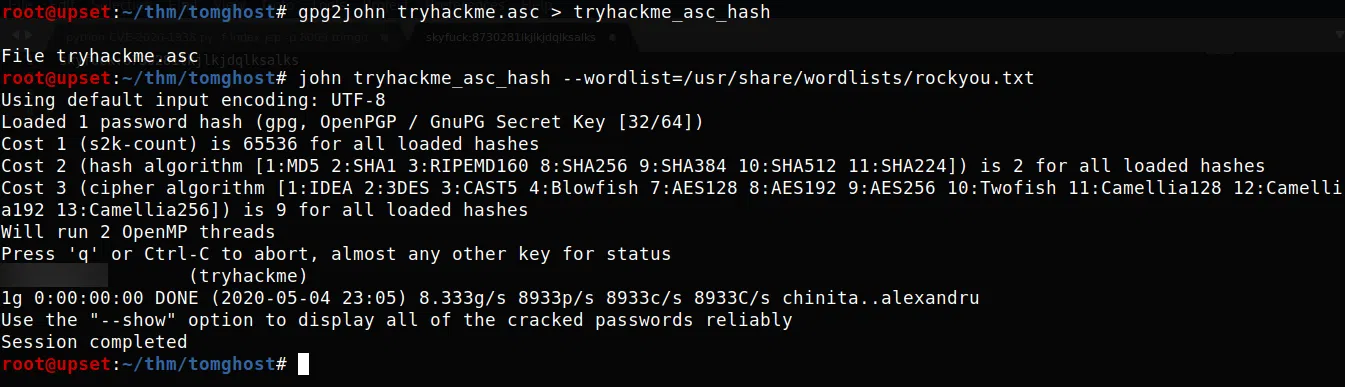 root@upset:~/thm/tomghost# gpg2john tryhackme.asc > tryhackme_asc_hash
skyfuck:8730281lkjlkjdqlksalks
File tryhackme.asc
root@upset:~/thm/tomghost# john tryhackme_asc_hash --wordlist=/usr/share/wordlists/rockyou.txt
Using default input encoding: UTF-8
Loaded 1 password hash (gpg, OpenPGP / GnuPG Secret Key [32/64])
Cost 1 (s2k-count) is 65536 for all loaded hashes
Cost 2 (hash algorithm [1:MD5 2:SHA1 3:RIPEMD160 8:SHA256 9:SHA384 10:SHA512 11:SHA224]) is 2 for all loaded hashes
Cost 3 (cipher algorithm [1:IDEA 2:3DES 3:CAST5 4:Blowfish 7:AES128 8:AES192 9:AES256 10:Twofish 11:Camellia128 12:Camelli
a192 13:Camellia256]) is 9 for all loaded hashes
Will run 2 OpenMP threads
Press 'q' or Ctrl-C to abort, almost any other key for status
(tryhackme)
1g 0:00:00:00 DONE (2020-05-04 23:05) 8.333g/s 8933p/s 8933c/s 8933C/s chinita..alexandru
Use the "--show" option to display all of the cracked passwords reliably
Session completed
root@upset:~/thm/tomghost#